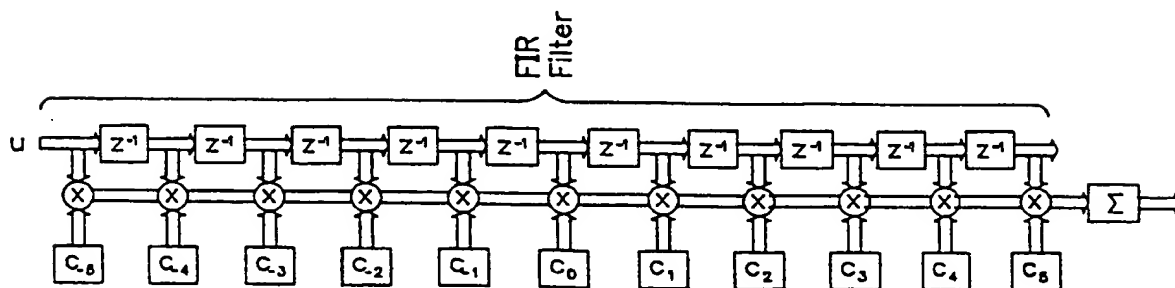 FIR
Filter
u Z⁻¹ Z⁻¹ Z⁻¹ Z⁻¹ Z⁻¹ Z⁻¹ Z⁻¹ Z⁻¹ Z⁻¹ Z⁻¹
X X X X X X X X X X X Σ
C₋₅ C₋₄ C₋₃ C₋₂ C₋₁ C₀ C₁ C₂ C₃ C₄ C₅